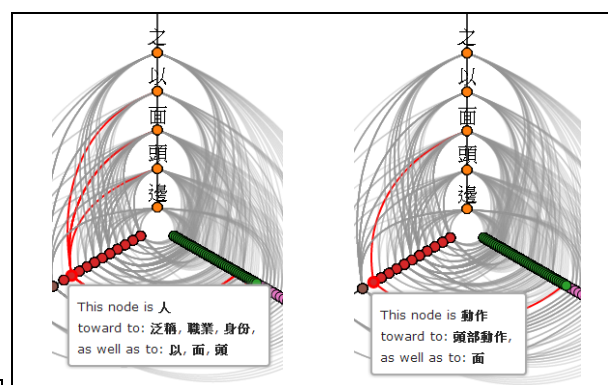 之
以
面
頭
邊
This node is 人
toward to: 泛稱, 職業, 身份,
as well as to: 以, 面, 頭
之
以
面
頭
邊
This node is 動作
toward to: 頭部動作,
as well as to: 面